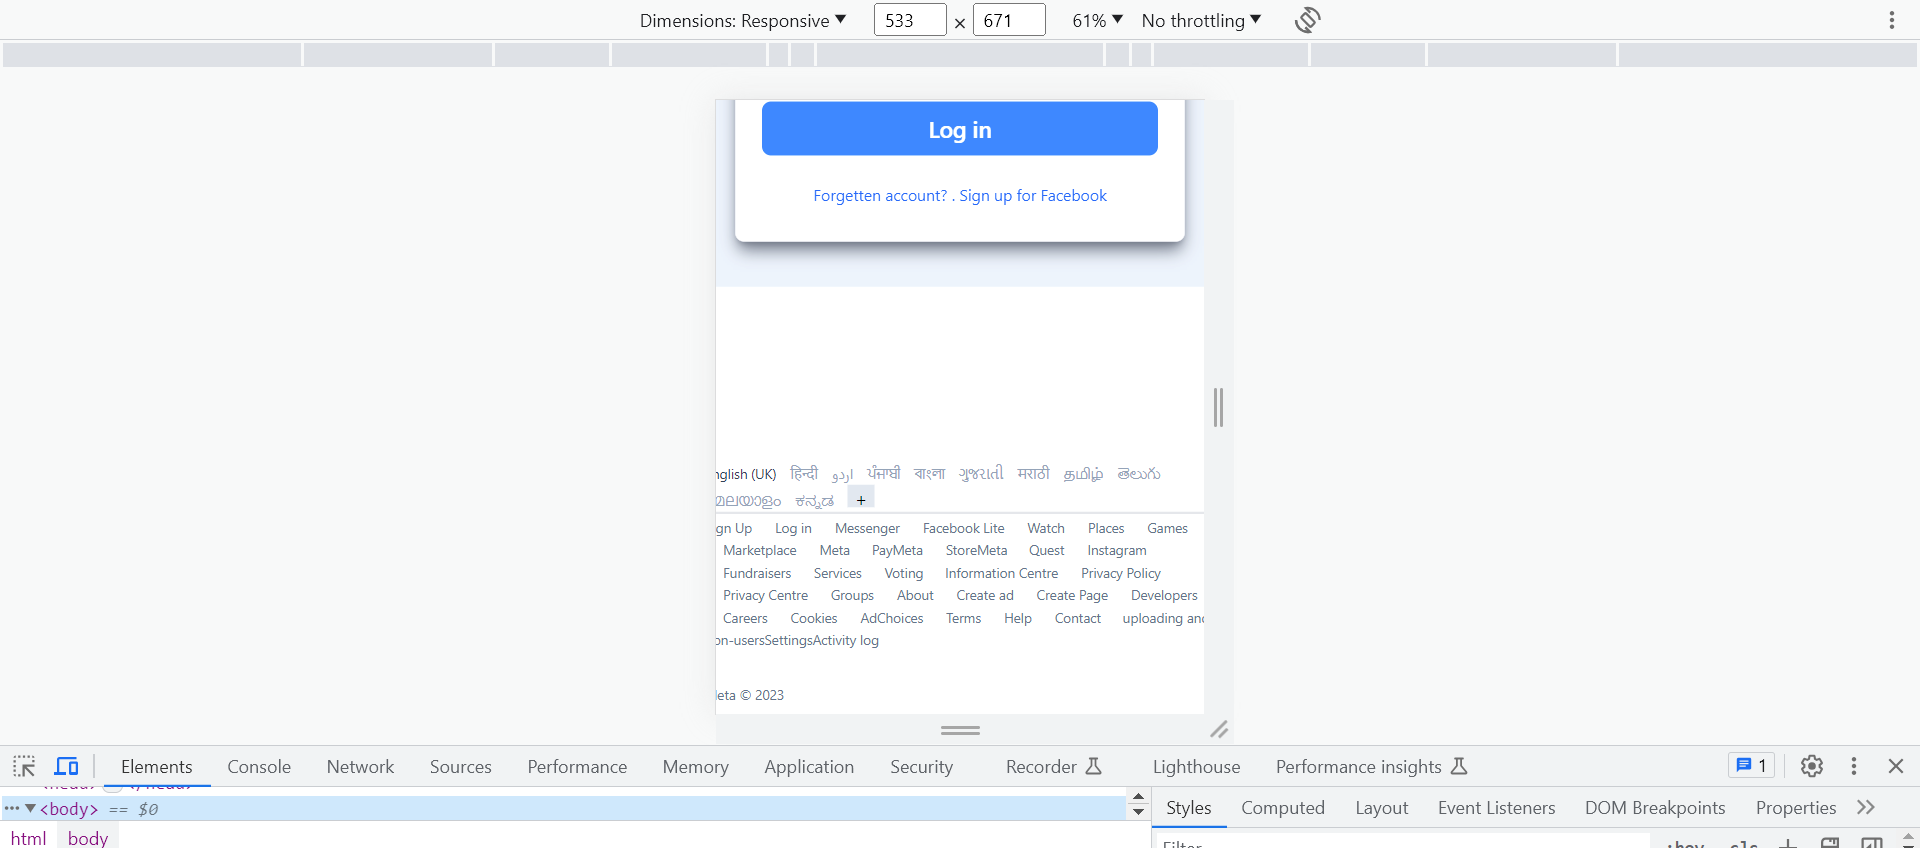 Dimensions: Responsive ▼ 533 × 671 61% ▼ No throttling ▼
Log in
Forgetten account? . Sign up for Facebook
nglish (UK) हिन्दी اردو ਪੰਜਾਬੀ বাংলা ગુજરાતી मराठी தமிழ் తెలుగు
മലയാളം ಕನ್ನಡ +
gn Up Log in Messenger Facebook Lite Watch Places Games
Marketplace Meta PayMeta StoreMeta Quest Instagram
Fundraisers Services Voting Information Centre Privacy Policy
Privacy Centre Groups About Create ad Create Page Developers
Careers Cookies AdChoices Terms Help Contact uploading and
on-usersSettingsActivity log
leta © 2023
Elements Console Network Sources Performance Memory Application Security Recorder Lighthouse Performance insights 1
<body> == $0
html body
Styles Computed Layout Event Listeners DOM Breakpoints Properties
Filter :hov .cls